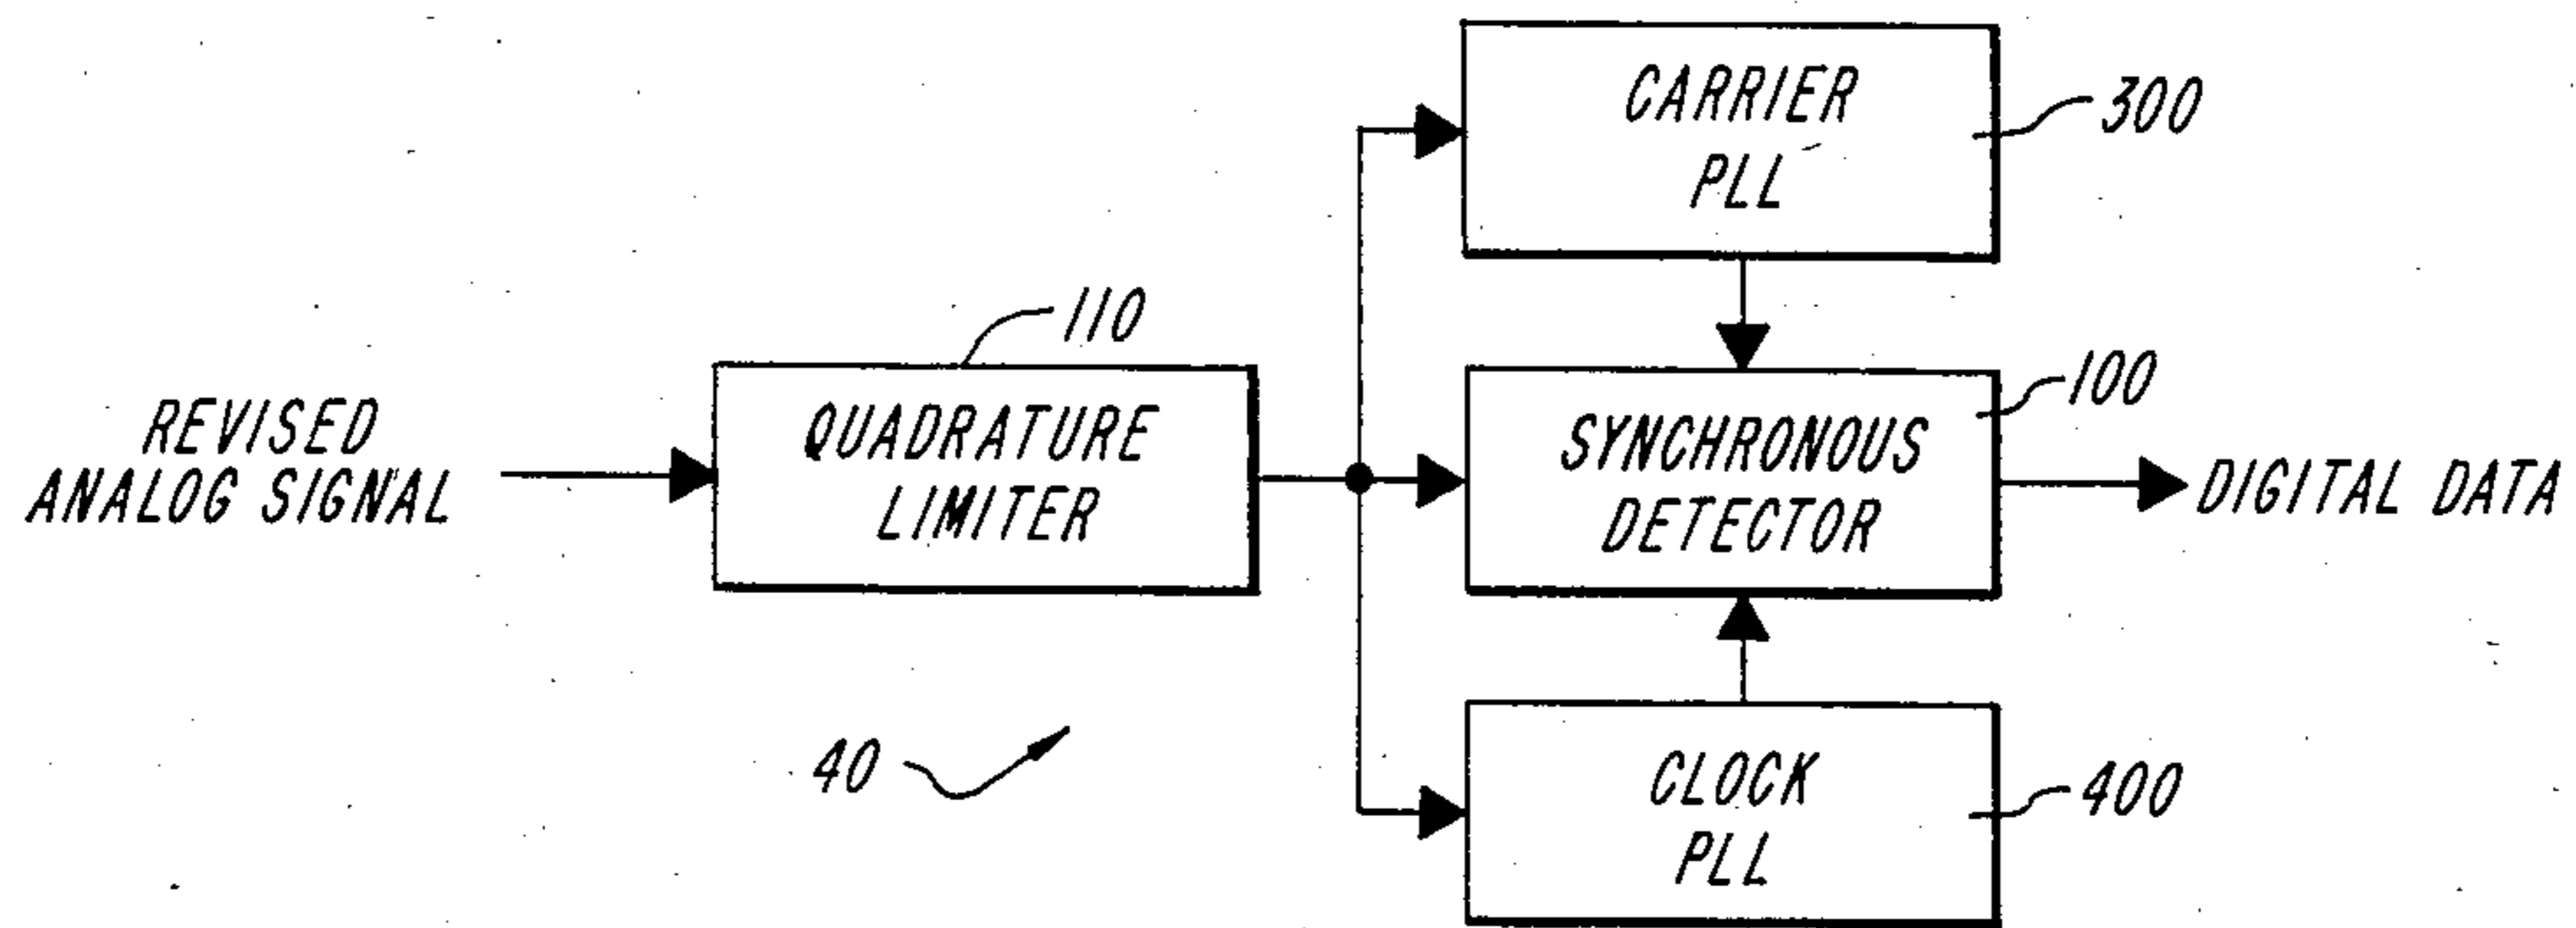 CARRIER
PLL
300
110
REVISED
ANALOG SIGNAL
QUADRATURE
LIMITER
100
SYNCHRONOUS
DETECTOR
DIGITAL DATA
40
CLOCK
PLL
400